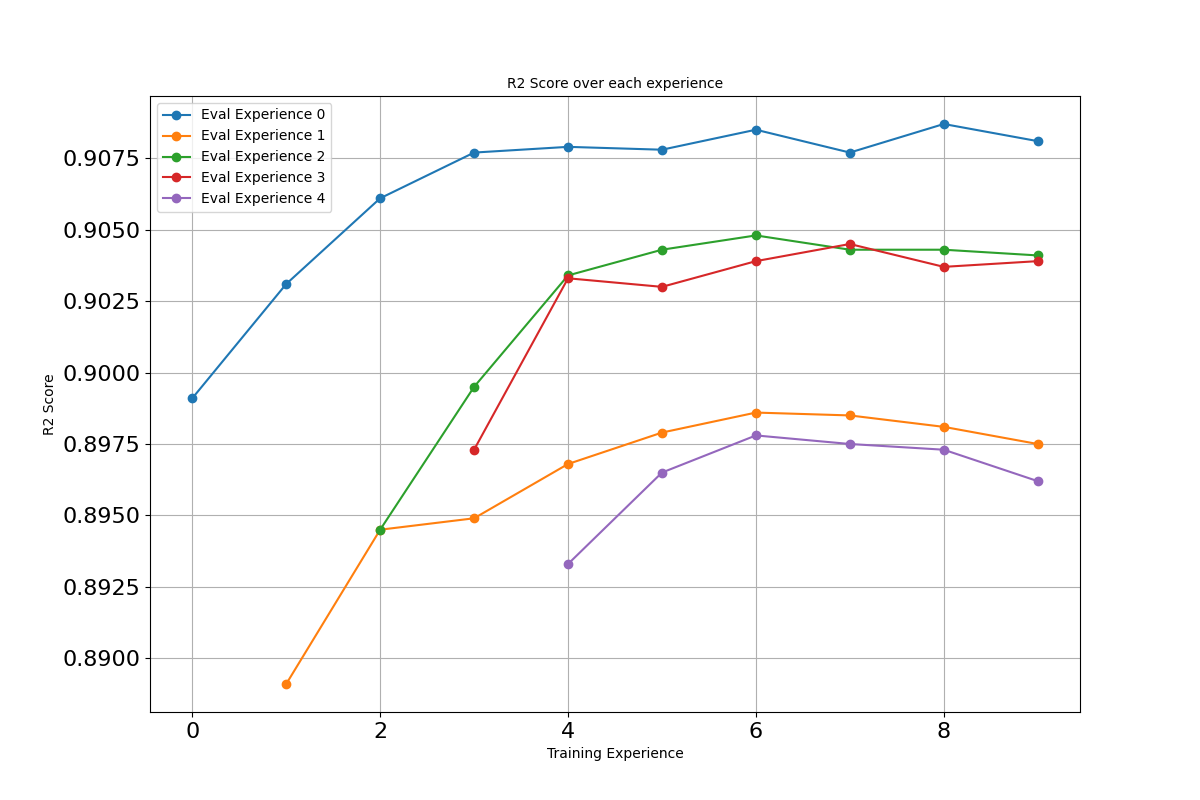 R2 Score over each experience
Eval Experience 0
Eval Experience 1
Eval Experience 2
Eval Experience 3
Eval Experience 4
0.9075
0.9050
0.9025
0.9000
0.8975
0.8950
0.8925
0.8900
R2 Score
0 2 4 6 8
Training Experience